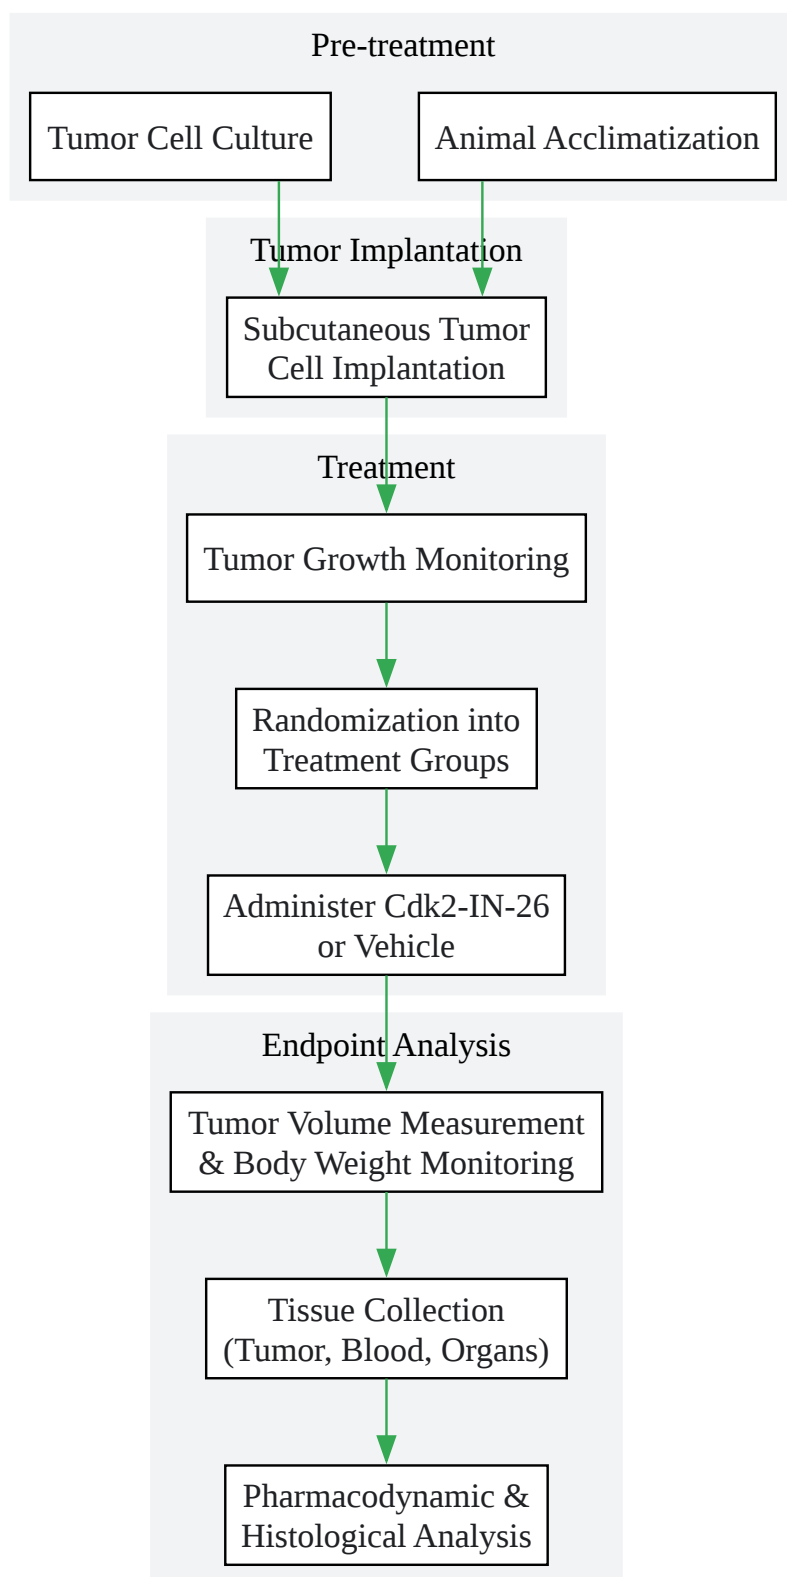 Pre-treatment
Tumor Cell Culture
Animal Acclimatization
Tumor Implantation
Subcutaneous Tumor
Cell Implantation
Treatment
Tumor Growth Monitoring
Randomization into
Treatment Groups
Administer Cdk2-IN-26
or Vehicle
Endpoint Analysis
Tumor Volume Measurement
& Body Weight Monitoring
Tissue Collection
(Tumor, Blood, Organs)
Pharmacodynamic &
Histological Analysis